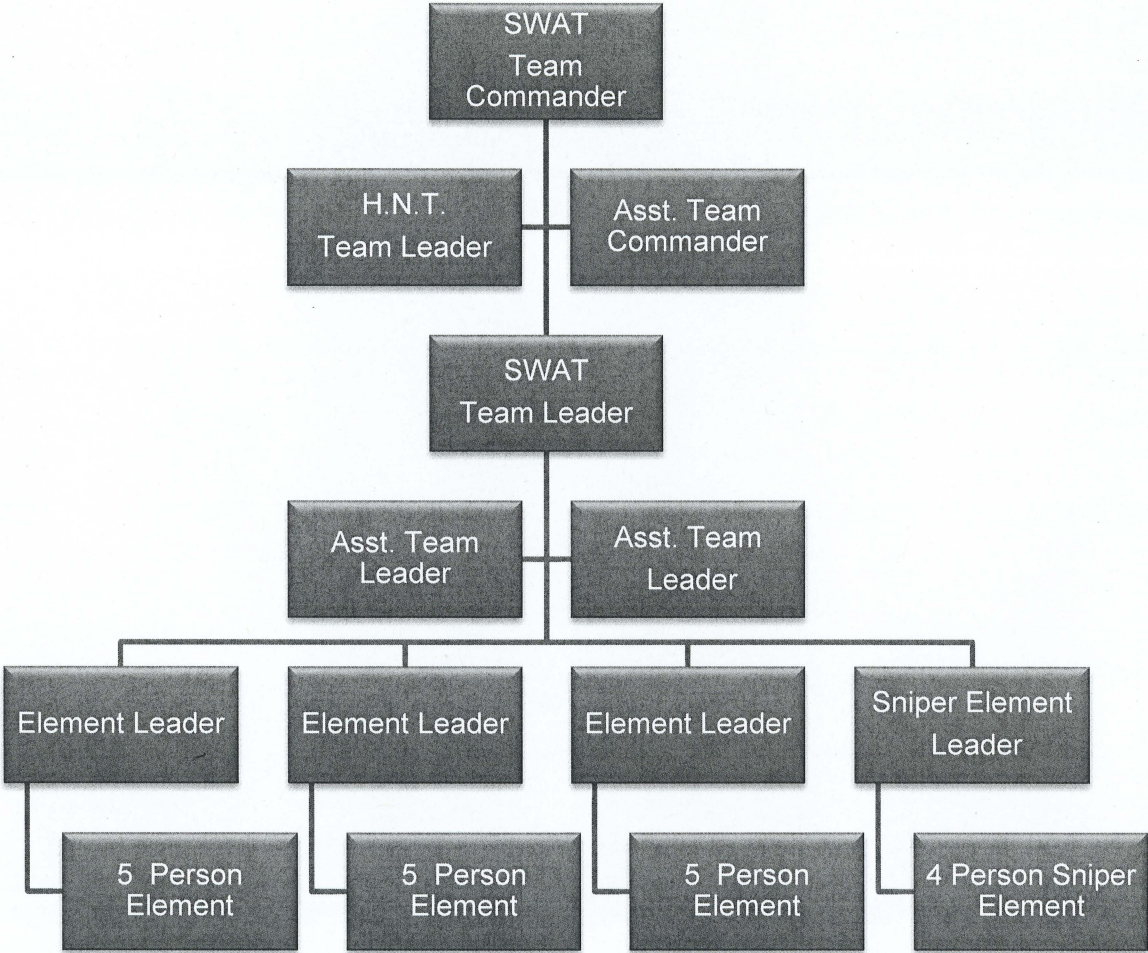 SWAT
Team
Commander
H.N.T.
Team Leader
Asst. Team
Commander
SWAT
Team Leader
Asst. Team
Leader
Asst. Team
Leader
Element Leader
Element Leader
Element Leader
Sniper Element
Leader
5 Person
Element
5 Person
Element
5 Person
Element
4 Person Sniper
Element